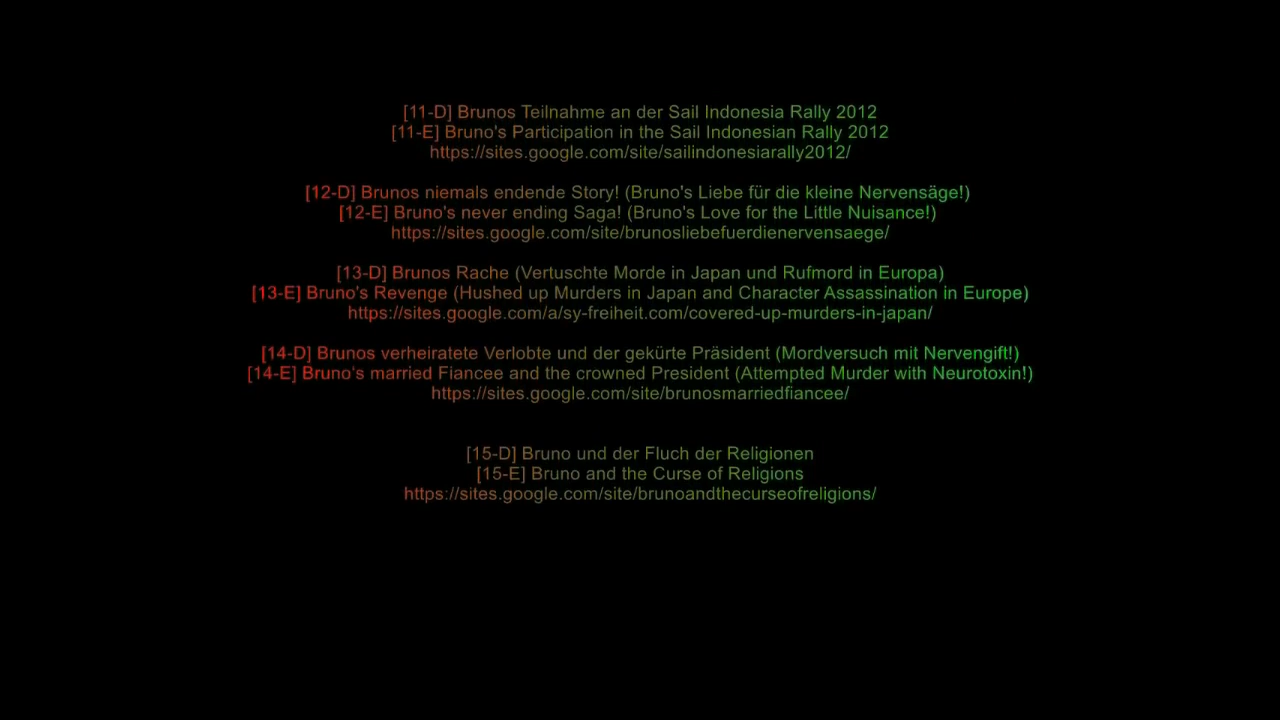 [11-D] Brunos Teilnahme an der Sail Indonesia Rally 2012
[11-E] Bruno's Participation in the Sail Indonesian Rally 2012
https://sites.google.com/site/sailindonesiarally2012/
[12-D] Brunos niemals endende Story! (Bruno's Liebe für die kleine Nervensäge!)
[12-E] Bruno's never ending Saga! (Bruno's Love for the Little Nuisance!)
https://sites.google.com/site/brunosliebefuerdienervensaege/
[13-D] Brunos Rache (Vertuschte Morde in Japan und Rufmord in Europa)
[13-E] Bruno's Revenge (Hushed up Murders in Japan and Character Assassination in Europe)
https://sites.google.com/a/sy-freiheit.com/covered-up-murders-in-japan/
[14-D] Brunos verheiratete Verlobte und der gekürte Präsident (Mordversuch mit Nervengift!)
[14-E] Bruno‘s married Fiancee and the crowned President (Attempted Murder with Neurotoxin!)
https://sites.google.com/site/brunosmarriedfiancee/
[15-D] Bruno und der Fluch der Religionen
[15-E] Bruno and the Curse of Religions
https://sites.google.com/site/brunoandthecurseofreligions/